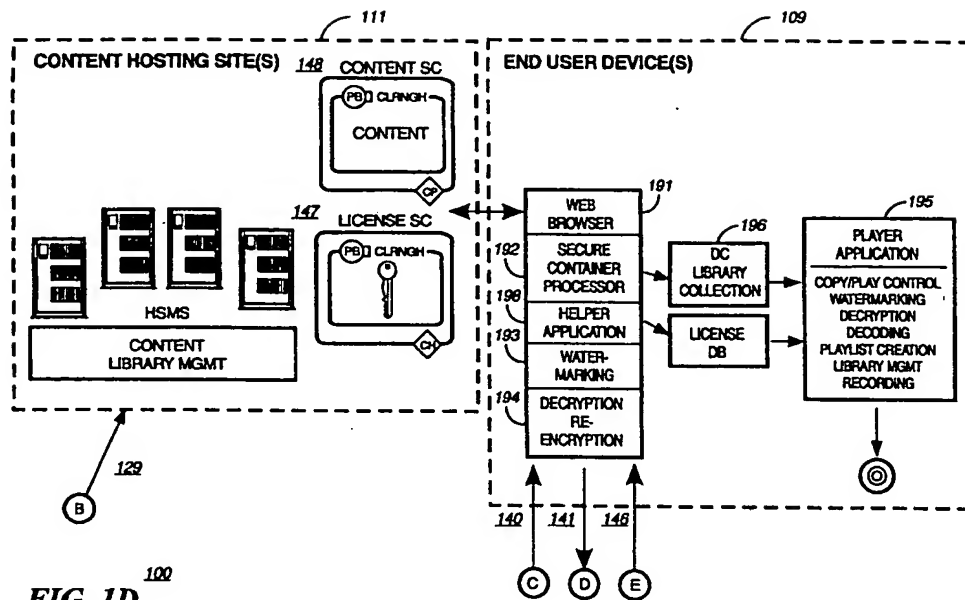 111
109
CONTENT HOSTING SITE(S)
148
CONTENT SC
PB
CLRNGH
CONTENT
CP
147
LICENSE SC
PB
CLRNGH
CH
HSMS
CONTENT
LIBRARY MGMT
129
B
END USER DEVICE(S)
191
WEB
BROWSER
192
SECURE
CONTAINER
PROCESSOR
198
HELPER
APPLICATION
193
WATER-
MARKING
194
DECRYPTION
RE-
ENCRYPTION
196
DC
LIBRARY
COLLECTION
LICENSE
DB
195
PLAYER
APPLICATION
COPY/PLAY CONTROL
WATERMARKING
DECRYPTION
DECODING
PLAYLIST CREATION
LIBRARY MGMT
RECORDING
140
141
146
C
D
E
100
FIG. 1D